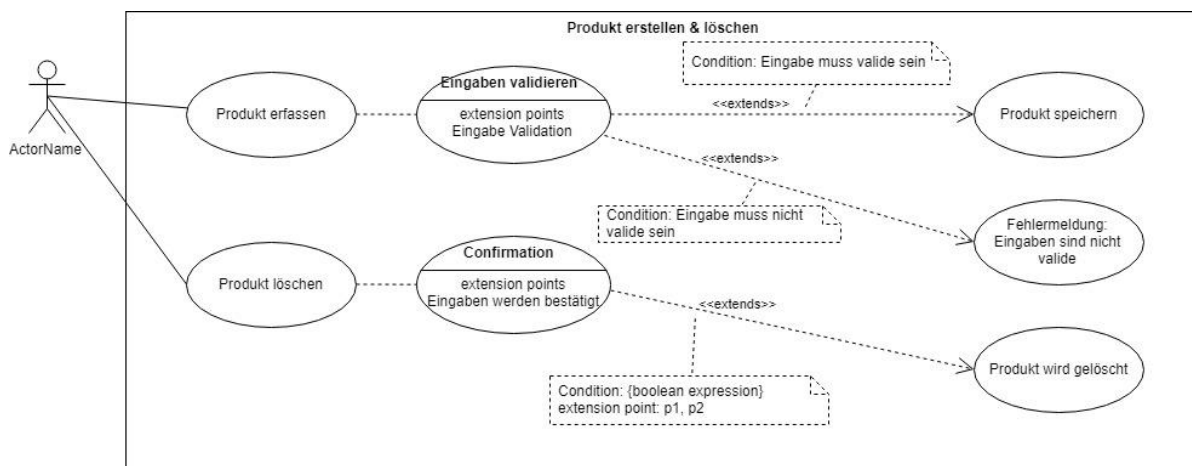 Produkt erstellen & löschen
Condition: Eingabe muss valide sein
ActorName
Produkt erfassen
Eingaben validieren
extension points
Eingabe Validation
<<extends>>
Produkt speichern
<<extends>>
Condition: Eingabe muss nicht
valide sein
Fehlermeldung:
Eingaben sind nicht
valide
Produkt löschen
Confirmation
extension points
Eingaben werden bestätigt
<<extends>>
Produkt wird gelöscht
Condition: {boolean expression}
extension point: p1, p2